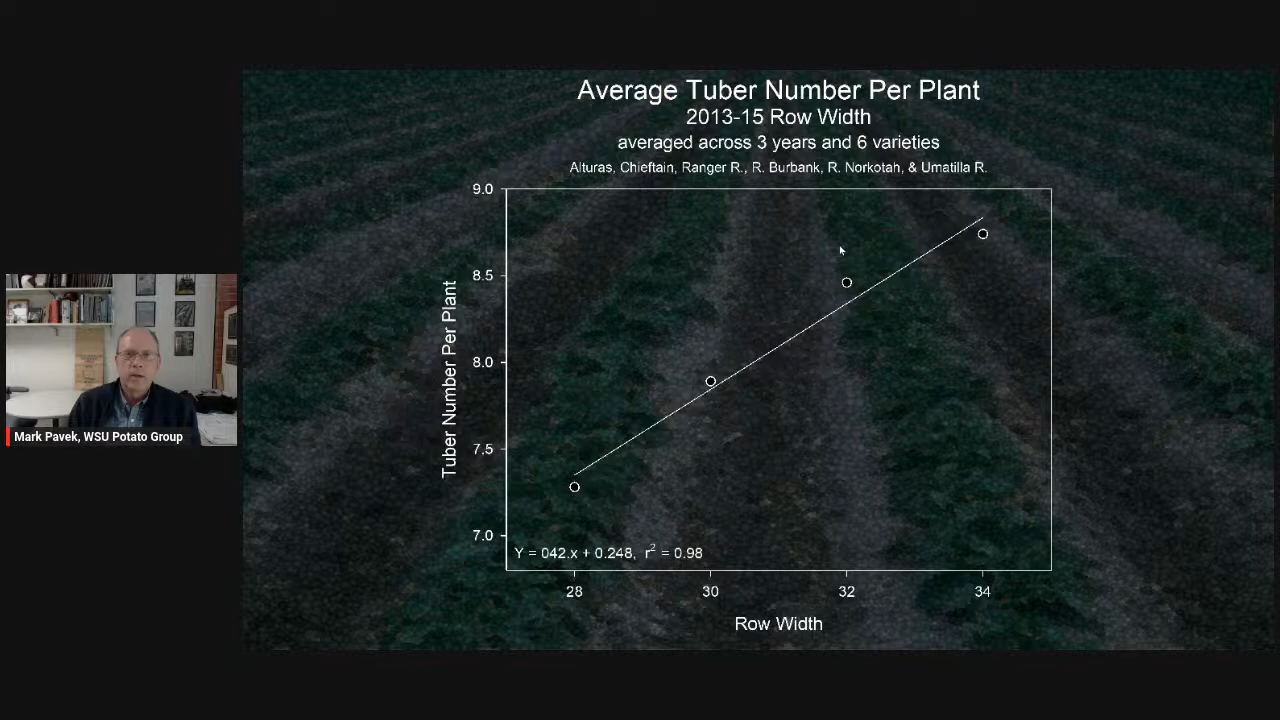 Average Tuber Number Per Plant
2013-15 Row Width
averaged across 3 years and 6 varieties
Alturas, Chieftain, Ranger R., R. Burbank, R. Norkotah, & Umatilla R.
9.0
8.5
8.0
7.5
7.0
Tuber Number Per Plant
Y = 042.x + 0.248, r² = 0.98
28 30 32 34
Row Width
Mark Pavek, WSU Potato Group